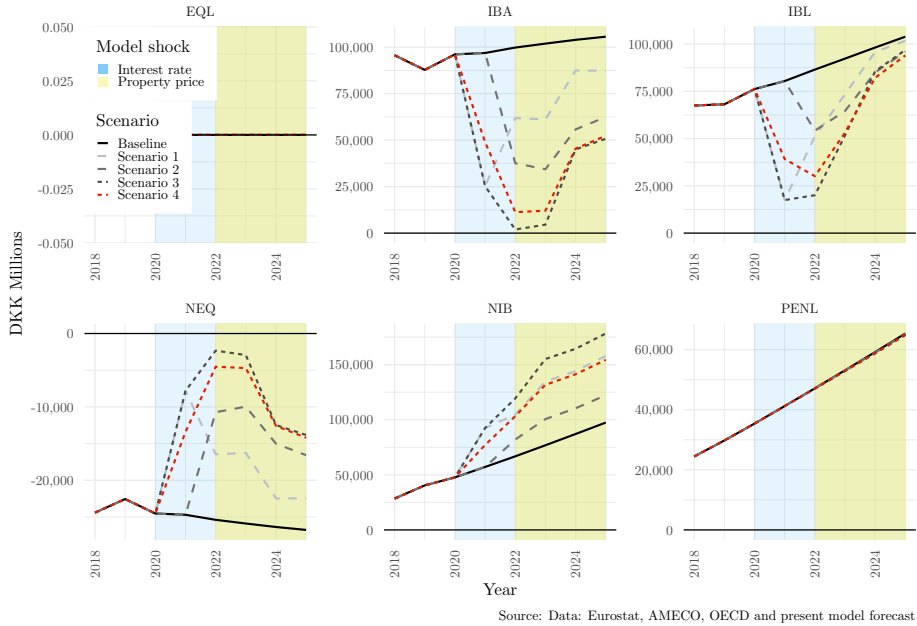 EQL
IBA
IBL
0.050
0.025
0.000
-0.025
-0.050
100,000
75,000
50,000
25,000
0
100,000
75,000
50,000
25,000
0
Model shock
Interest rate
Property price
Scenario
Baseline
Scenario 1
Scenario 2
Scenario 3
Scenario 4
2018
2020
2022
2024
2018
2020
2022
2024
2018
2020
2022
2024
DKK Millions
NEQ
NIB
PENL
0
-10,000
-20,000
150,000
100,000
50,000
0
60,000
40,000
20,000
0
2018
2020
2022
2024
2018
2020
2022
2024
2018
2020
2022
2024
Year
Source: Data: Eurostat, AMECO, OECD and present model forecast